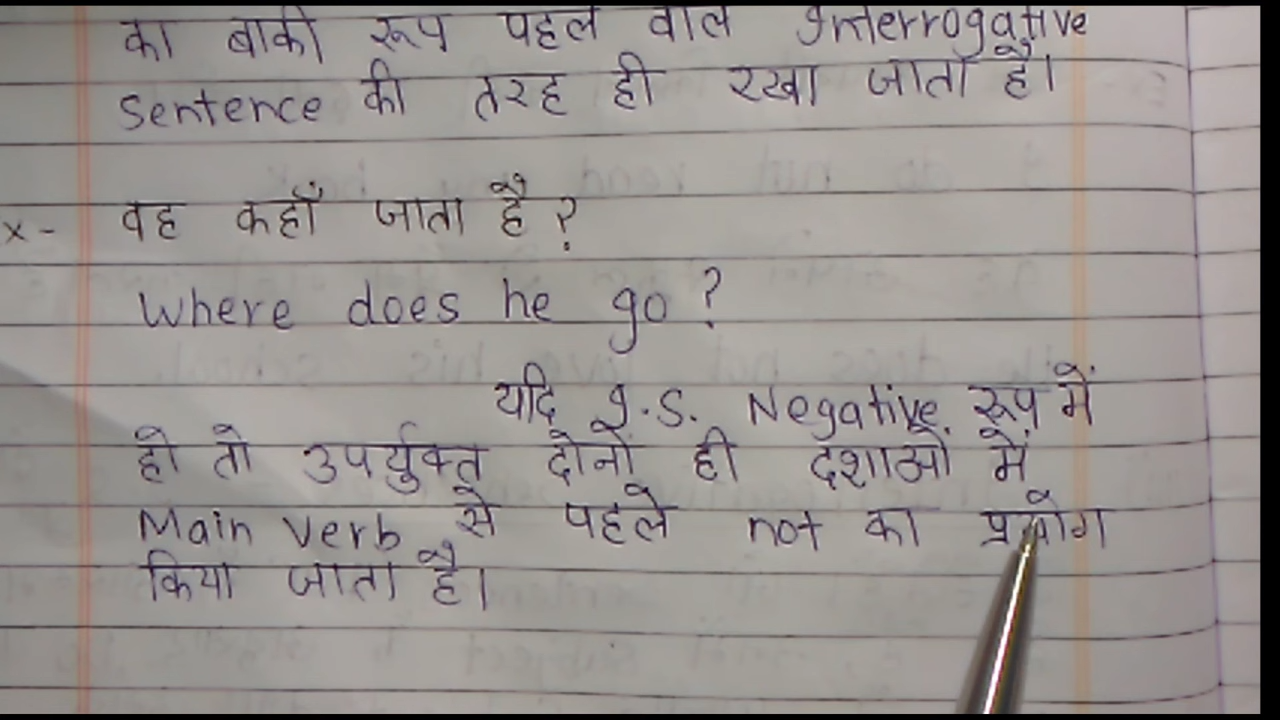 का बाकी रूप पहले वाले Interrogative
Sentence की तरह ही रखा जाता है।
x- वह कहाँ जाता है ?
Where does he go ?
यदि I.S. Negative रूप में
हो तो उपर्युक्त दोनों ही दशाओं में
Main verb से पहले not का प्रयोग
किया जाता है।